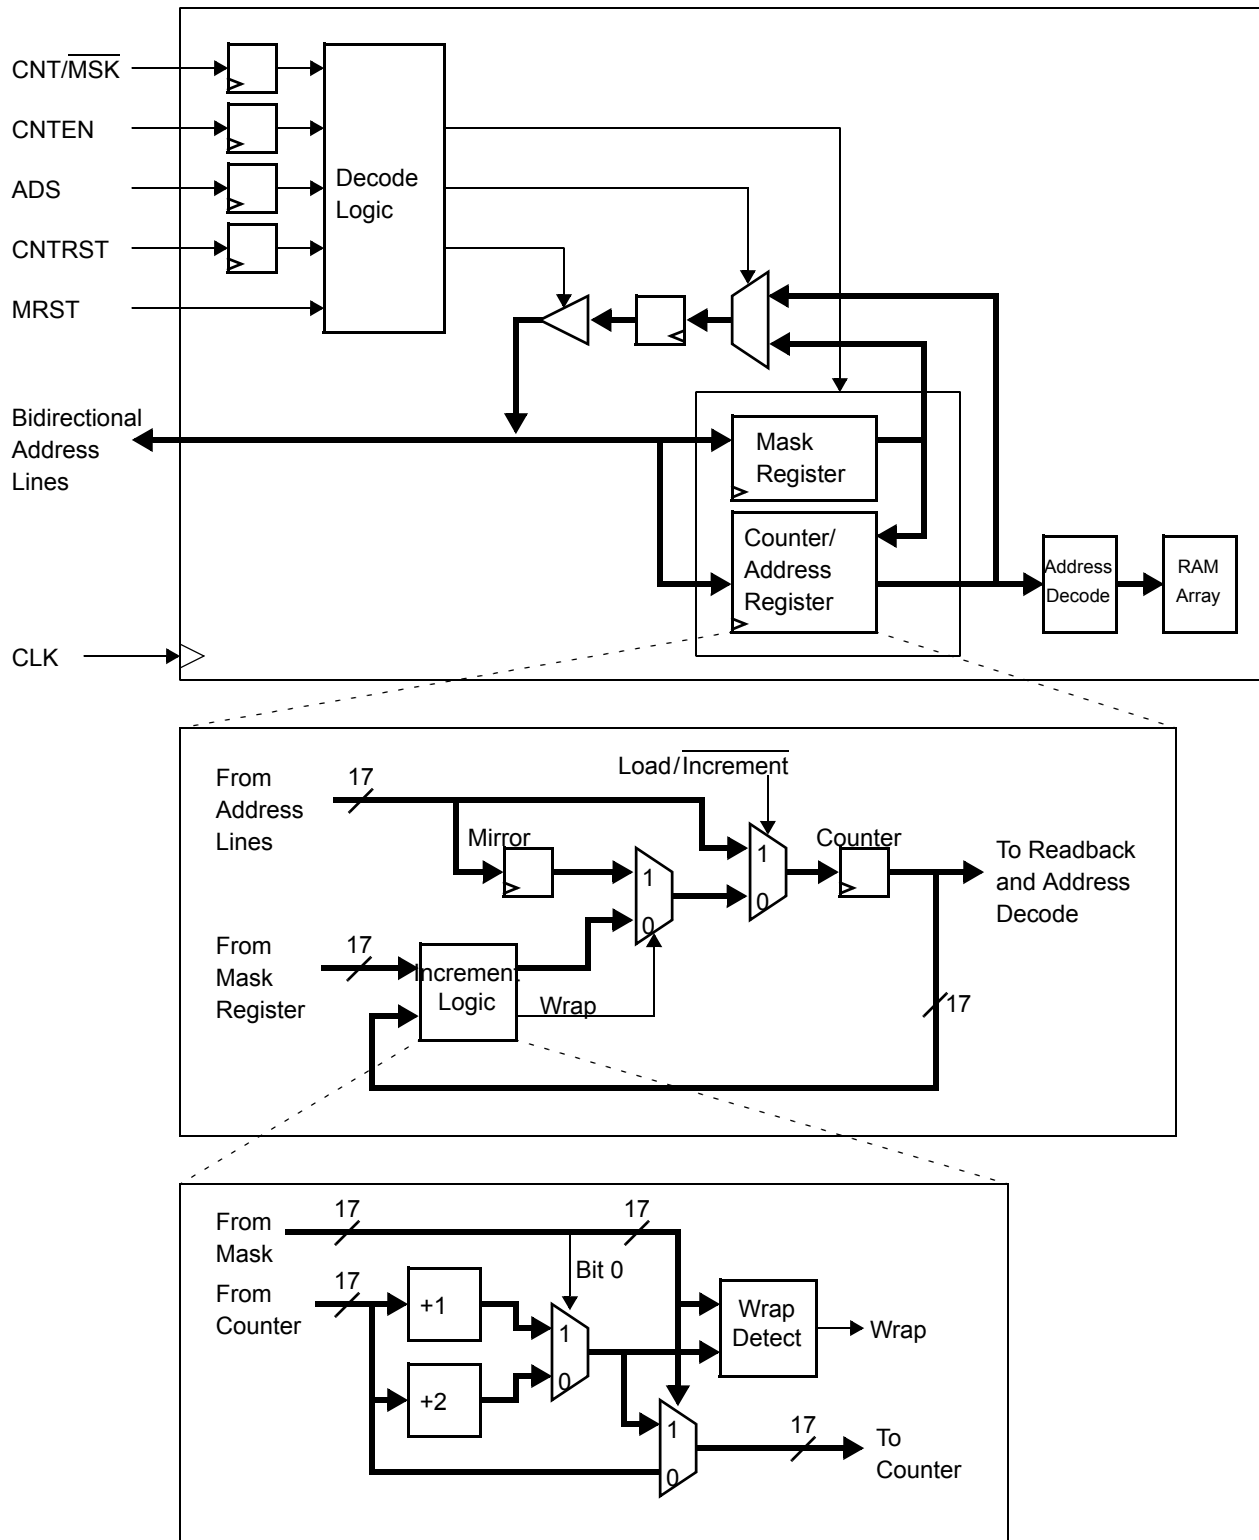 CNT/MSK
CNTEN
ADS
CNTRST
MRST
Decode
Logic
Bidirectional
Address
Lines
Mask
Register
Counter/
Address
Register
Address
Decode
RAM
Array
CLK
From
Address
Lines
17
Load/Increment
Mirror
1
0
1
0
Counter
To Readback
and Address
Decode
From
Mask
Register
17
Increment
Logic
Wrap
17
From
Mask
17
17
Bit 0
From
Counter
17
+1
+2
1
0
Wrap
Detect
Wrap
1
0
17
To
Counter